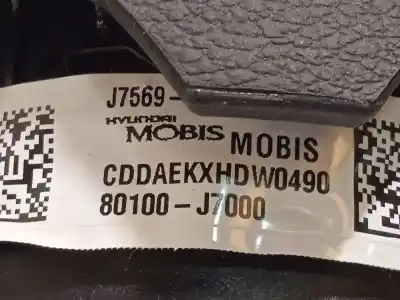 J7569-
HYUNDAI
MOBIS MOBIS
CDDAEKXHDW0490
80100-J7000